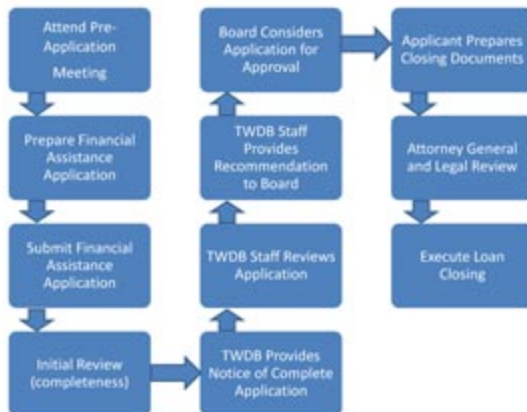 Attend Pre-
Application
Meeting
Prepare Financial
Assistance
Application
Submit Financial
Assistance
Application
Initial Review
(completeness)
TWDB Provides
Notice of Complete
Application
TWDB Staff Reviews
Application
TWDB Staff
Provides
Recommendation
to Board
Board Considers
Application for
Approval
Applicant Prepares
Closing Documents
Attorney General
and Legal Review
Execute Loan
Closing